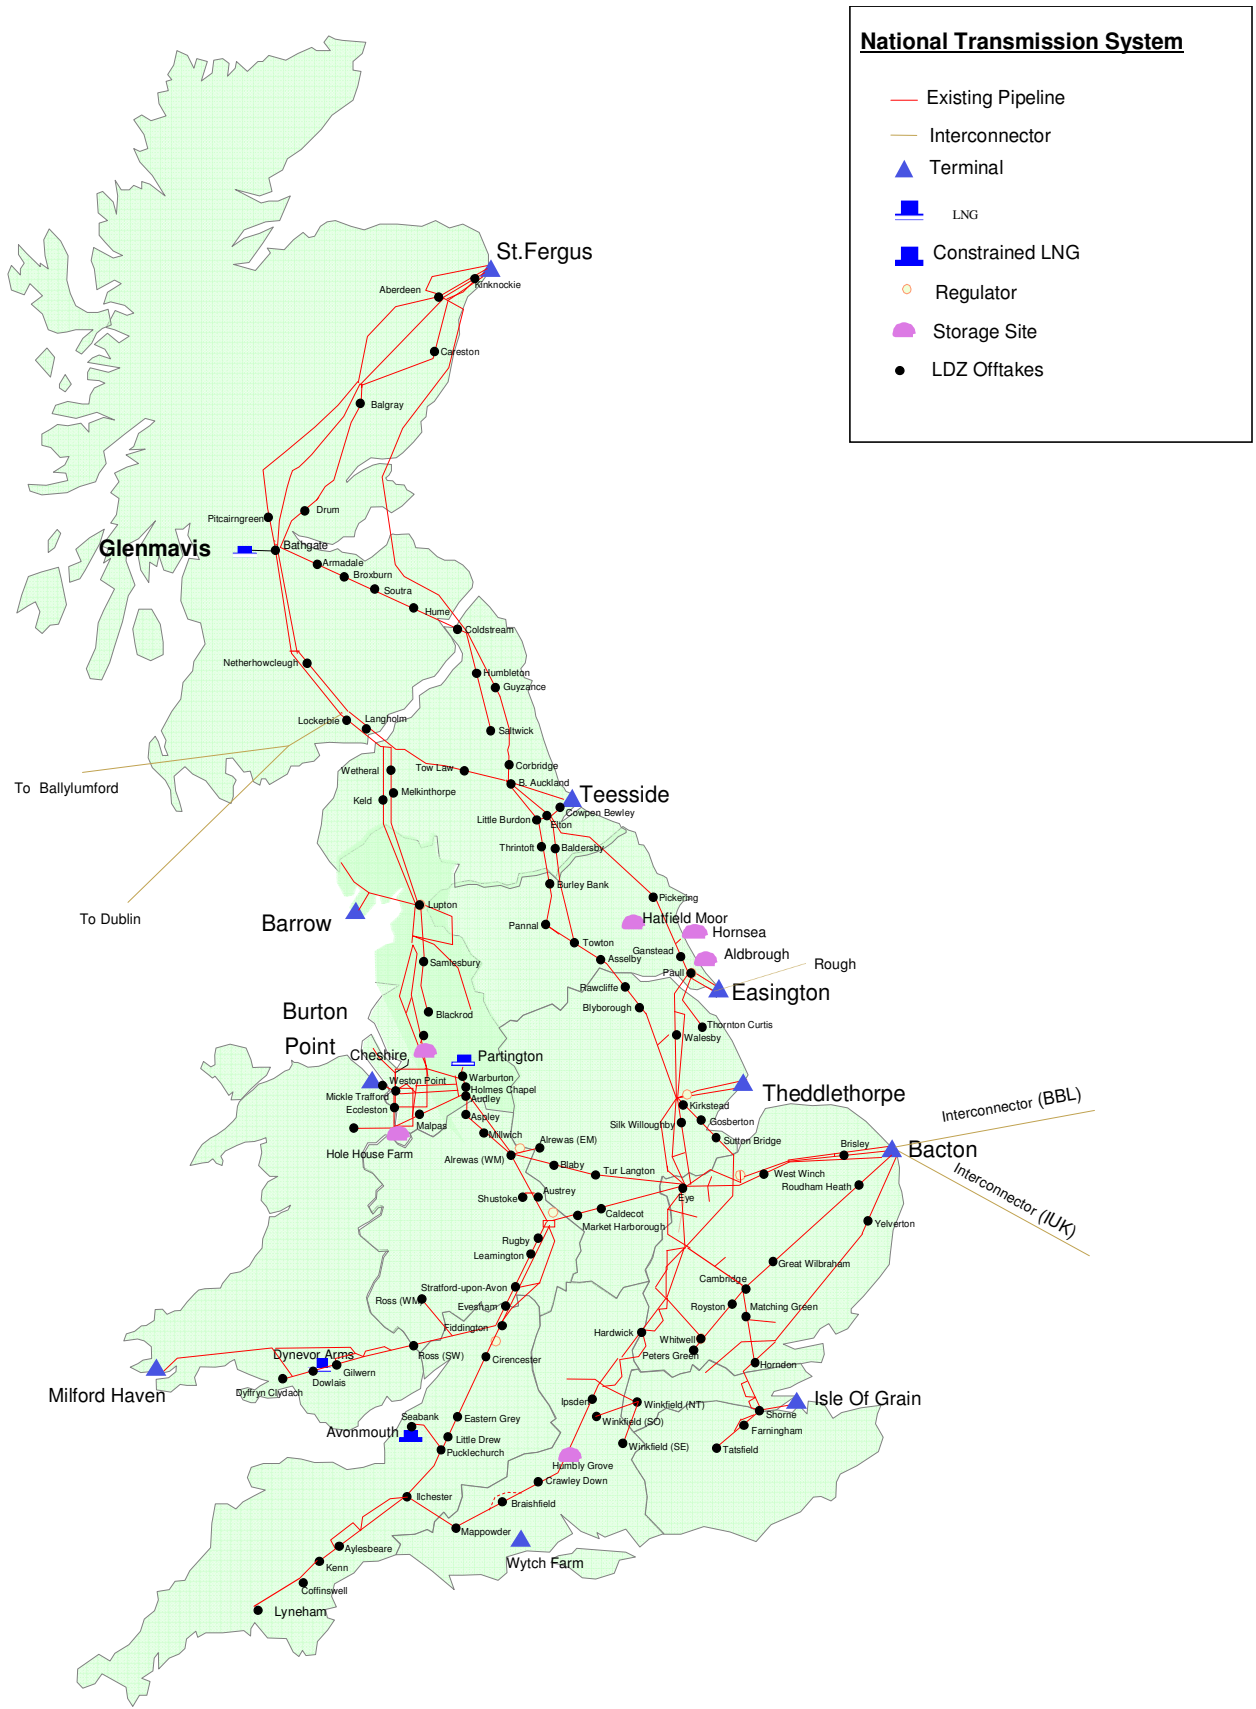 National Transmission System
Existing Pipeline
Interconnector
Terminal
LNG
Constrained LNG
Regulator
Storage Site
LDZ Offtakes
St.Fergus
Kinknockie
Aberdeen
Careston
Balgray
Drum
Pitcairngreen
Glenmavis
Bathgate
Armadale
Broxburn
Soutra
Hume
Coldstream
Netherhowcleugh
Humbleton
Guyzance
Lockerbie
Langholm
Saltwick
To Ballylumford
Wetheral
Tow Law
Corbridge
B. Auckland
Melkinthorpe
Keld
Teesside
Cowpen Bewley
Little Burdon
Elton
Thrintoft
Baldersby
Burley Bank
To Dublin
Barrow
Lupton
Pickering
Pannal
Hatfield Moor
Hornsea
Towton
Ganstead
Aldbrough
Asselby
Samlesbury
Paull
Rough
Rawcliffe
Easington
Blyborough
Burton
Point
Blackrod
Thornton Curtis
Walesby
Cheshire
Partington
Warburton
Weston Point
Holmes Chapel
Mickle Trafford
Audley
Theddlethorpe
Eccleston
Malpas
Aspley
Kirkstead
Gosberton
Silk Willoughby
Interconnector (BBL)
Millwich
Sutton Bridge
Hole House Farm
Alrewas (EM)
Alrewas (WM)
Brisley
Bacton
Blaby
Tur Langton
West Winch
Roudham Heath
Interconnector (IUK)
Shustoke
Austrey
Eye
Caldecot
Market Harborough
Yelverton
Rugby
Leamington
Great Wilbraham
Stratford-upon-Avon
Cambridge
Ross (WM)
Evesham
Royston
Matching Green
Fiddington
Hardwick
Whitwell
Peters Green
Dynevor Arms
Ross (SW)
Cirencester
Horndon
Milford Haven
Gilwern
Dowlais
Dyffryn Clydach
Ipsden
Winkfield (NT)
Isle Of Grain
Seabank
Eastern Grey
Winkfield (SO)
Shorne
Avonmouth
Little Drew
Farningham
Pucklechurch
Winkfield (SE)
Tatsfield
Humbly Grove
Crawley Down
Ilchester
Braishfield
Mappowder
Aylesbeare
Wytch Farm
Kenn
Coffinswell
Lyneham